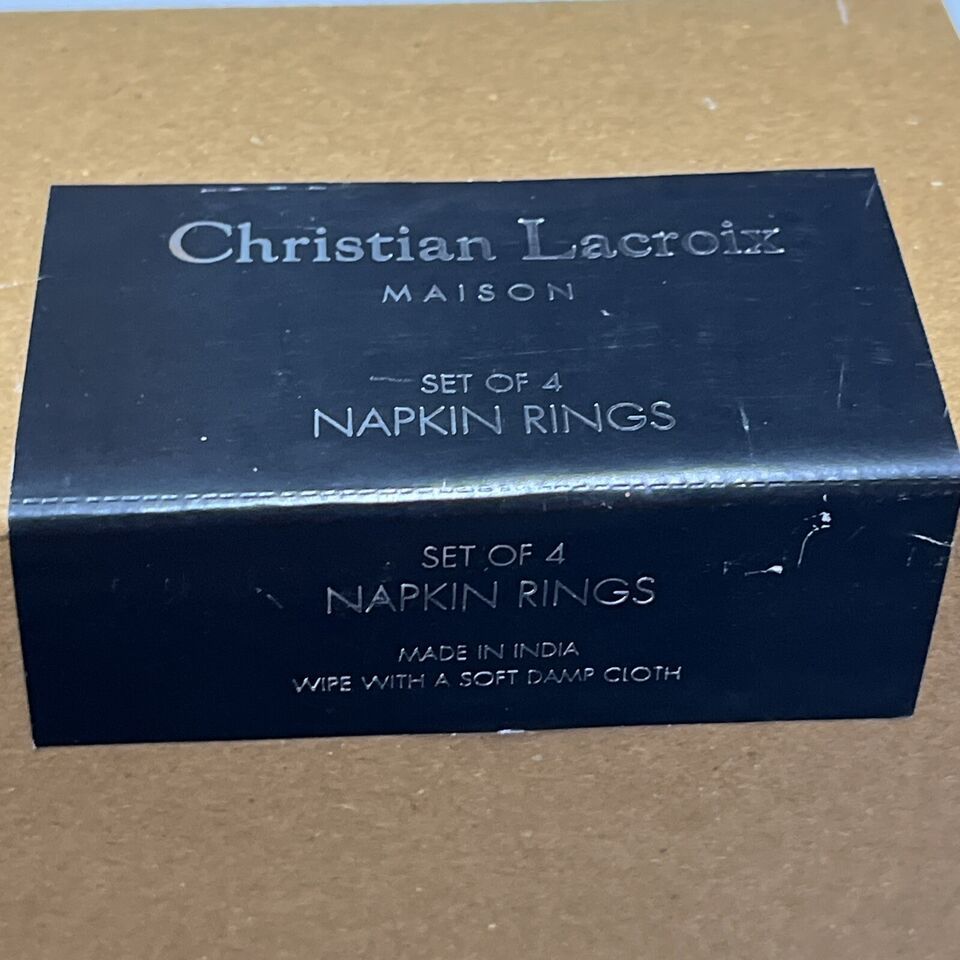 Christian Lacroix
MAISON
SET OF 4
NAPKIN RINGS
SET OF 4
NAPKIN RINGS
MADE IN INDIA
WIPE WITH A SOFT DAMP CLOTH